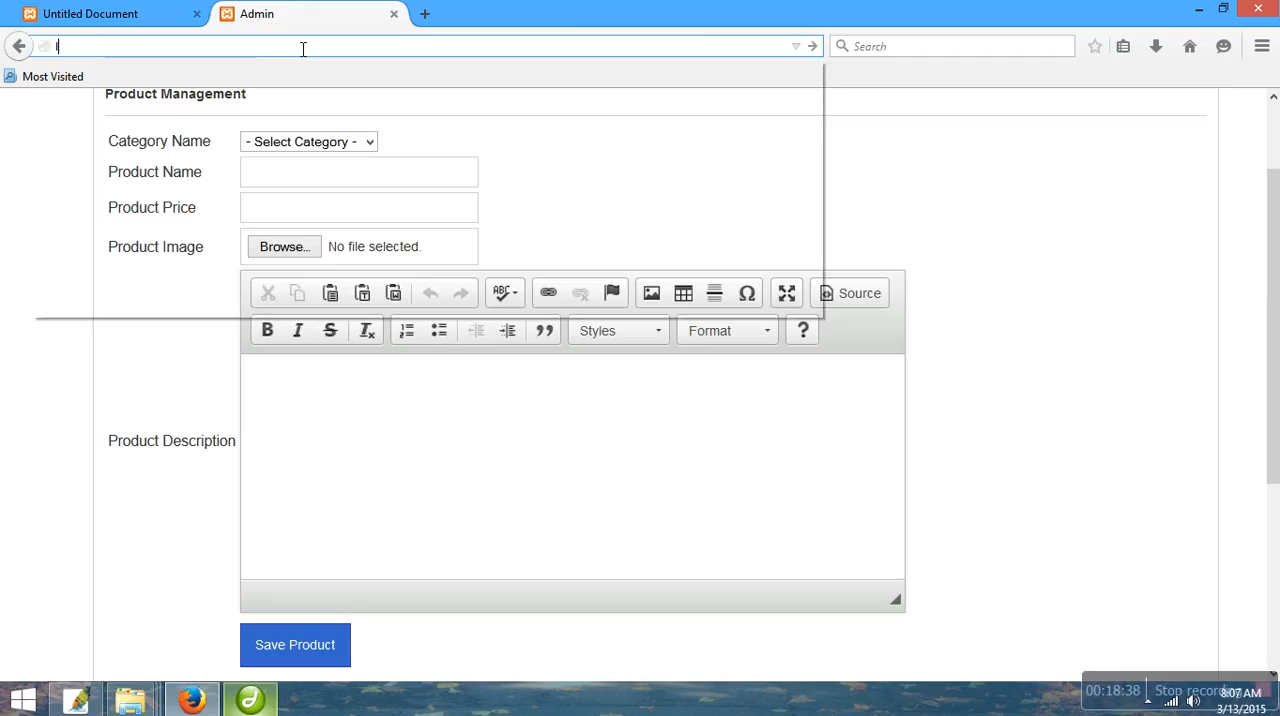 Untitled Document
Admin
l
Search
Most Visited
Product Management
Category Name
- Select Category -
Product Name
Product Price
Product Image
Browse...
No file selected.
ABC
Source
B I S Tx
Styles
Format
?
Product Description
Save Product
00:18:38
Stop recording
8:07 AM
3/13/2015